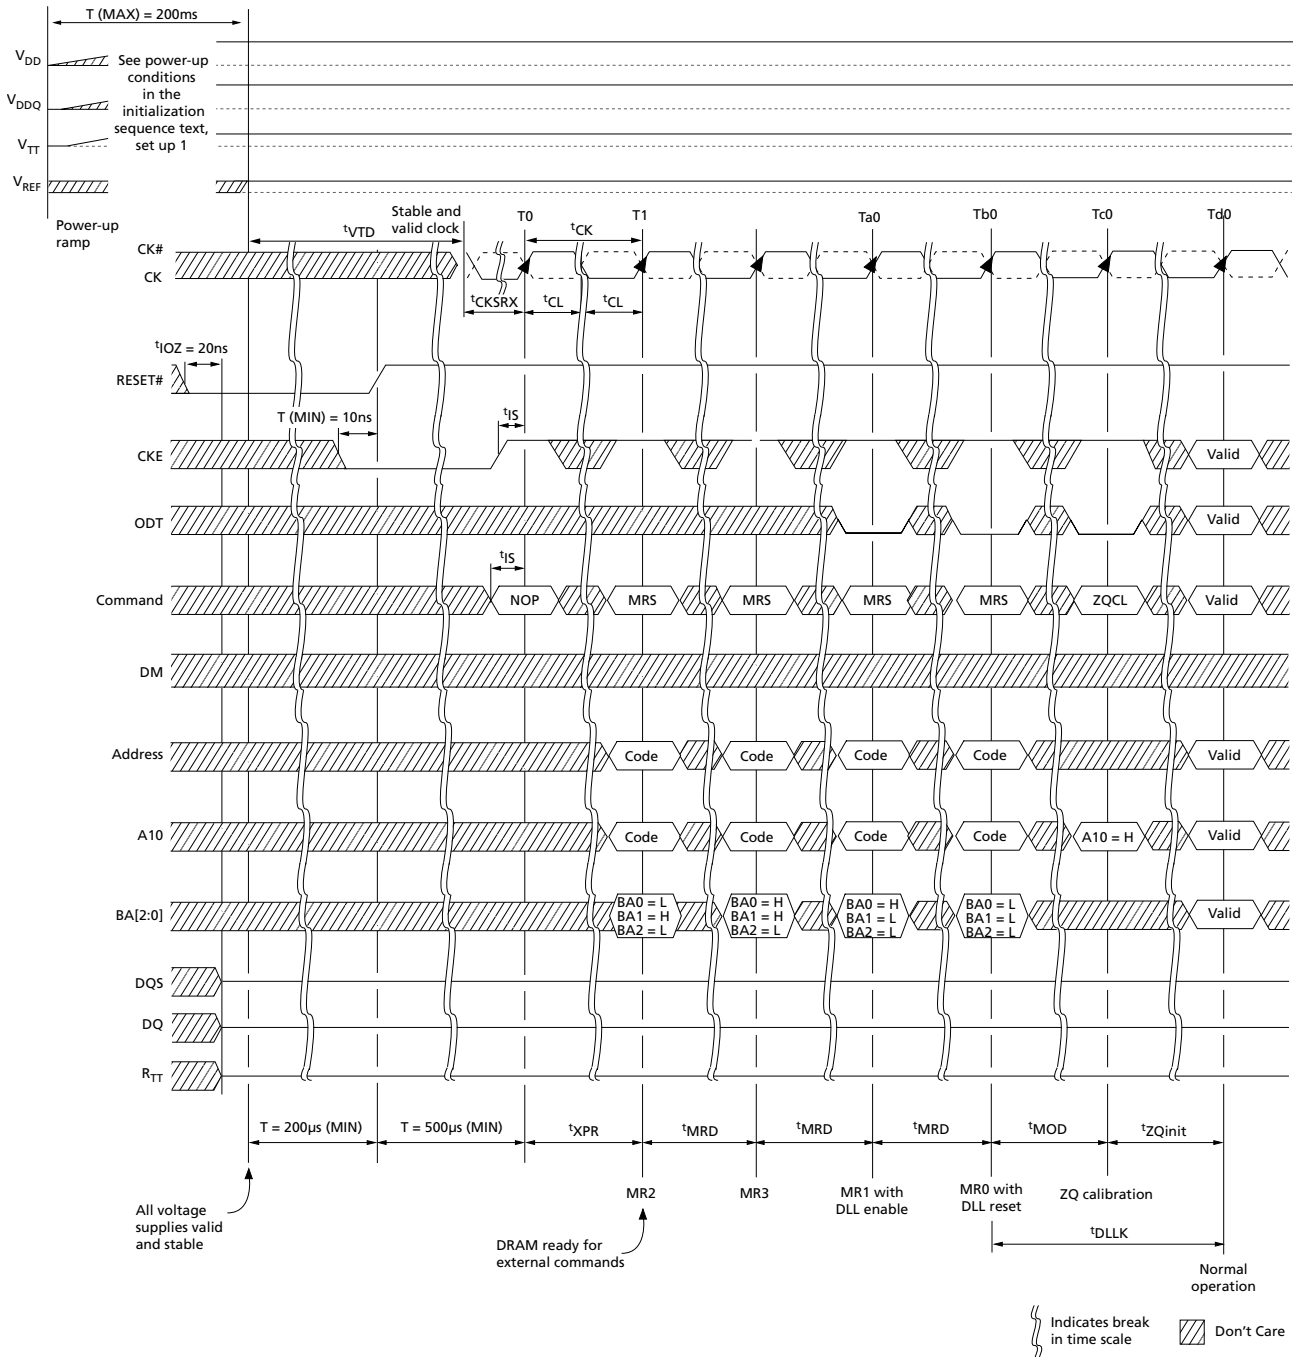 T (MAX) = 200ms
VDD
See power-up
conditions
in the
initialization
sequence text,
set up 1
VDDQ
VTT
VREF
Power-up
ramp
tVTD
Stable and
valid clock
T0
tCK
T1
Ta0
Tb0
Tc0
Td0
CK#
CK
tCKSRX
tCL
tCL
tIOZ = 20ns
RESET#
T (MIN) = 10ns
tIS
CKE
Valid
ODT
Valid
tIS
Command
NOP
MRS
MRS
MRS
MRS
ZQCL
Valid
DM
Address
Code
Code
Code
Code
Valid
A10
Code
Code
Code
Code
A10 = H
Valid
BA[2:0]
BA0 = L
BA1 = H
BA2 = L
BA0 = H
BA1 = H
BA2 = L
BA0 = H
BA1 = L
BA2 = L
BA0 = L
BA1 = L
BA2 = L
Valid
DQS
DQ
RTT
T = 200µs (MIN)
T = 500µs (MIN)
tXPR
tMRD
tMRD
tMRD
tMOD
tZQinit
All voltage
supplies valid
and stable
MR2
MR3
MR1 with
DLL enable
MR0 with
DLL reset
ZQ calibration
DRAM ready for
external commands
tDLLK
Normal
operation
Indicates break
in time scale
Don't Care